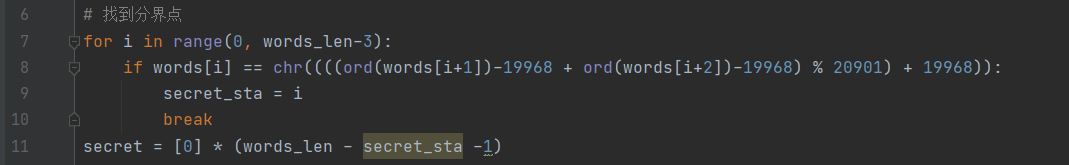 6 # 找到分界点
7 for i in range(0, words_len-3):
8 if words[i] == chr((((ord(words[i+1])-19968 + ord(words[i+2])-19968) % 20901) + 19968)):
9 secret_sta = i
10 break
11 secret = [0] * (words_len - secret_sta -1)